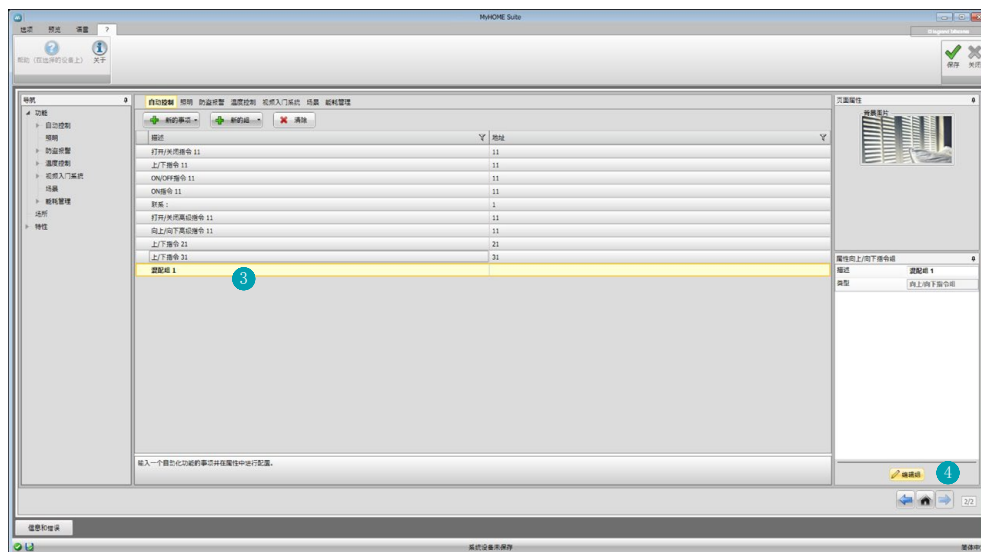 MyHOME Suite
选项 预览 语言 ?
帮助 (在选择的设备上) 关于
保存 关闭
导航
功能
自动控制
照明
防盗报警
温度控制
视频入门系统
场景
能耗管理
场所
特性
自动控制 照明 防盗报警 温度控制 视频入门系统 场景 能耗管理
新的事项 新的组 清除
描述 地址
打开/关闭指令 11 11
上/下指令 11 11
ON/OFF指令 11 11
ON指令 11 11
联系: 1
打开/关闭高级指令 11 11
向上/向下高级指令 11 11
上/下指令 21 21
上/下指令 31 31
混配组 1
3
输入一个自动化功能的事项并在属性中进行配置。
页面属性
背景图片
属性向上/向下指令组
描述 混配组 1
类型 向上/向下指令组
编辑组
4
2/2
信息和错误
系统设备未保存
简体中